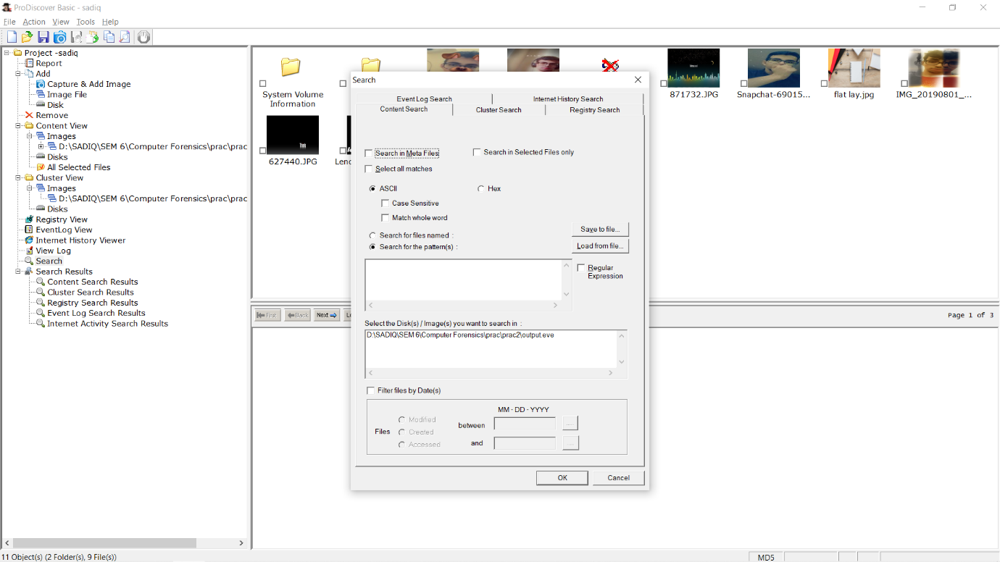 ProDiscover Basic - sadiq
File Action View Tools Help
Project -sadiq
Report
Add
Capture & Add Image
Image File
Disk
Remove
Content View
Images
D:\SADIQ\SEM 6\Computer Forensics\prac\prac
Disks
All Selected Files
Cluster View
Images
D:\SADIQ\SEM 6\Computer Forensics\prac\prac
Disks
Registry View
EventLog View
Internet History Viewer
View Log
Search
Search Results
Content Search Results
Cluster Search Results
Registry Search Results
Event Log Search Results
Internet Activity Search Results
System Volume
Information
871732.JPG
Snapchat-69015...
flat lay.jpg
IMG_20190801_...
627440.JPG
First Back Next
Page 1 of 3
Search
Event Log Search Internet History Search
Content Search Cluster Search Registry Search
Search in Meta Files Search in Selected Files only
Select all matches
ASCII Hex
Case Sensitive
Match whole word
Search for files named :
Search for the pattern(s) :
Save to file...
Load from file...
Regular
Expression
Select the Disk(s) / Image(s) you want to search in :
D:\SADIQ\SEM 6\Computer Forensics\prac\prac2\output.eve
Filter files by Date(s)
MM - DD - YYYY
Files
Modified
Created
Accessed
between
and
OK Cancel
11 Object(s) (2 Folder(s), 9 File(s))
MD5